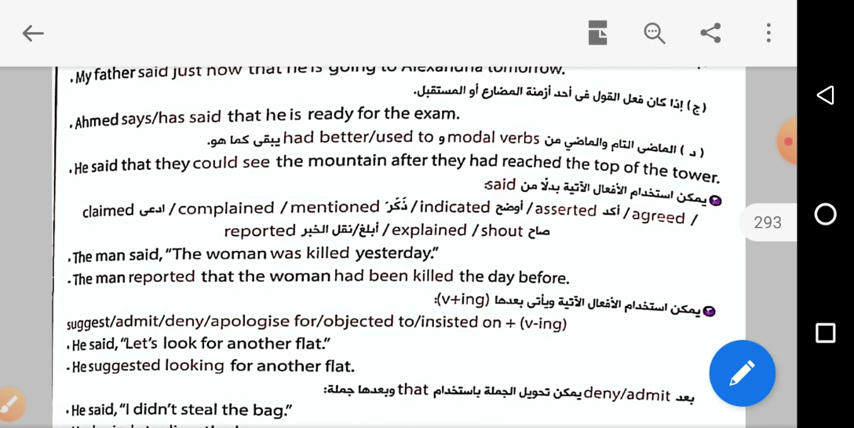 . My father said just now that he is going to Alexandria tomorrow.
(ج) إذا كان فعل القول فى أحد أزمنة المضارع أو المستقبل.
. Ahmed says/has said that he is ready for the exam.
( د ) الماضى التام والماضي من modal verbs و had better/used to يبقى كما هو.
. He said that they could see the mountain after they had reached the top of the tower.
يمكن استخدام الأفعال الآتية بدلًا من said:
claimed ادعى / complained / mentioned ذَكَرَ / indicated أوضح / asserted أكد / agreed /
reported أبلغ/نقل الخبر / explained / shout صاح
293
. The man said, “The woman was killed yesterday.”
. The man reported that the woman had been killed the day before.
يمكن استخدام الأفعال الآتية ويأتى بعدها (v+ing):
suggest/admit/deny/apologise for/objected to/insisted on + (v-ing)
. He said, “Let’s look for another flat.”
. He suggested looking for another flat.
بعد deny/admit يمكن تحويل الجملة باستخدام that وبعدها جملة:
. He said, “I didn’t steal the bag.”